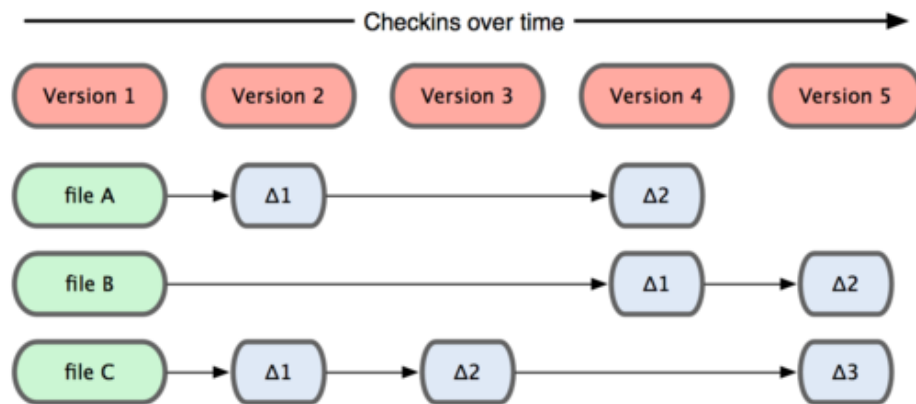 Checkins over time
Version 1 Version 2 Version 3 Version 4 Version 5
file A Δ1 Δ2
file B Δ1 Δ2
file C Δ1 Δ2 Δ3